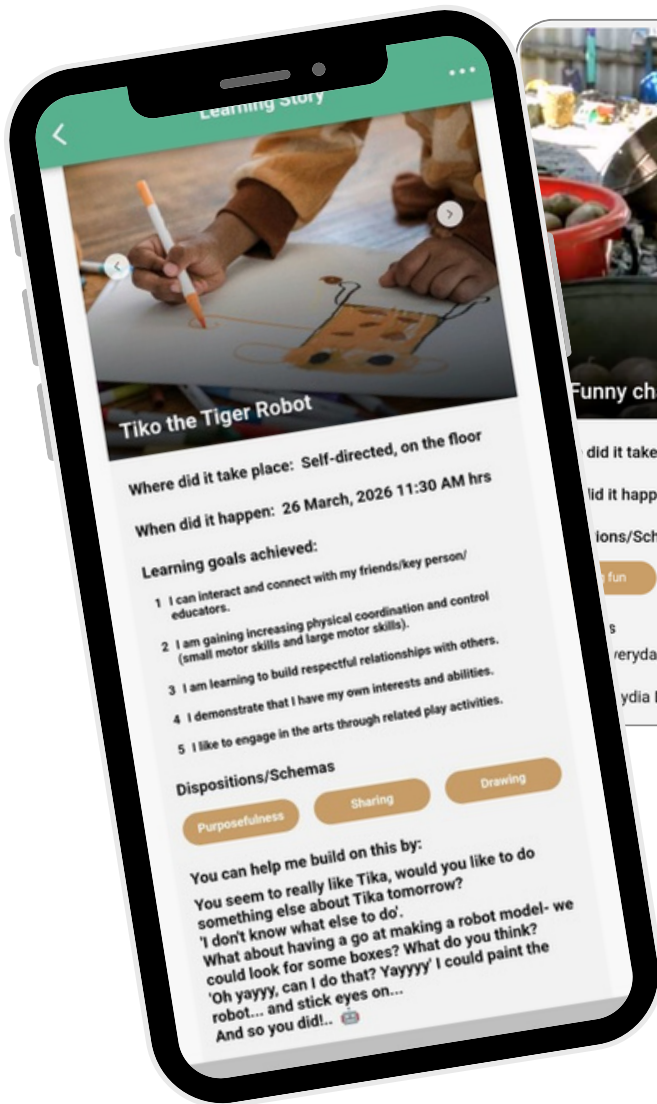 Learning Story
Tiko the Tiger Robot
Where did it take place:  Self-directed, on the floor
When did it happen:  26 March, 2026 11:30 AM hrs
Learning goals achieved:
1  I can interact and connect with my friends/key person/
educators.
2  I am gaining increasing physical coordination and control
(small motor skills and large motor skills).
3  I am learning to build respectful relationships with others.
4  I demonstrate that I have my own interests and abilities.
5  I like to engage in the arts through related play activities.
Dispositions/Schemas
Purposefulness
Sharing
Drawing
You can help me build on this by:
You seem to really like Tika, would you like to do
something else about Tika tomorrow?
'I don't know what else to do'.
What about having a go at making a robot model- we
could look for some boxes? What do you think?
'Oh yayyy, can I do that? Yayyyy' I could paint the
robot... and stick eyes on...
And so you did!.. 🤖
Funny ch
did it take
did it happ
ions/Sch
fun
s
veryda
ydia